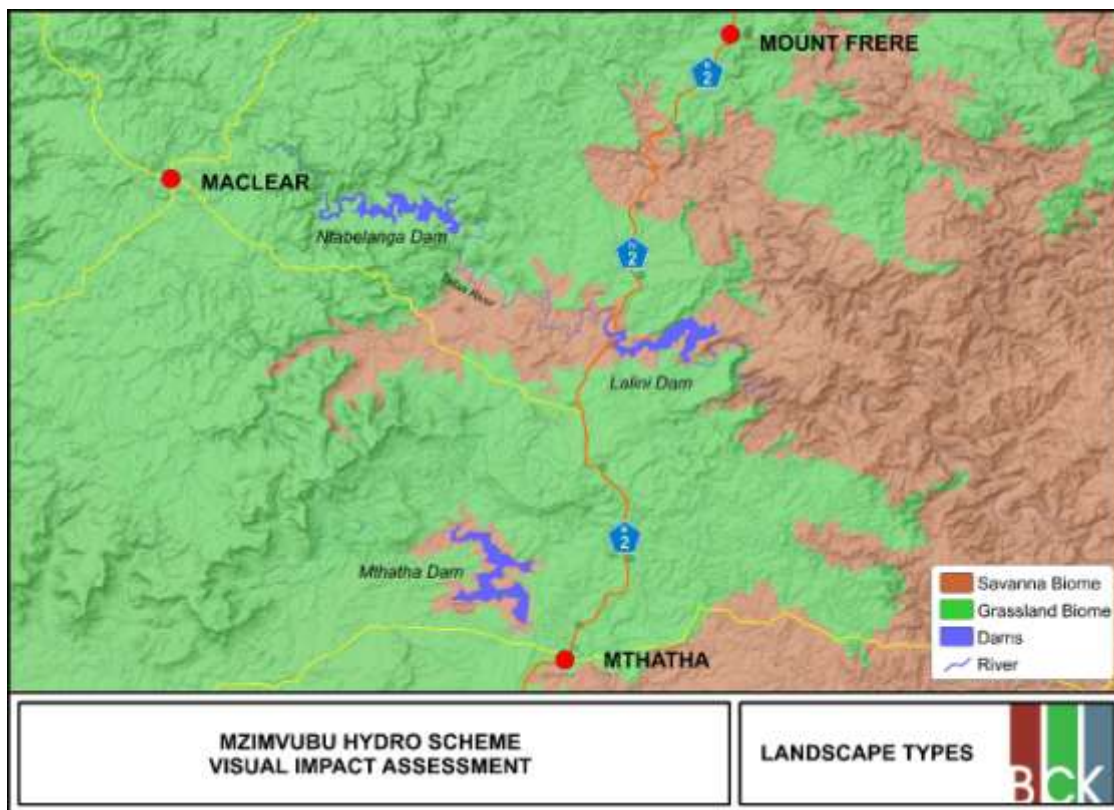 MOUNT FRERE
N
2
MACLEAR
Ntabelanga Dam
N
2
River
Lalini Dam
N
2
Mthatha Dam
MTHATHA
Savanna Biome
Grassland Biome
Dams
River
MZIMVUBU HYDRO SCHEME
VISUAL IMPACT ASSESSMENT
LANDSCAPE TYPES
BCK